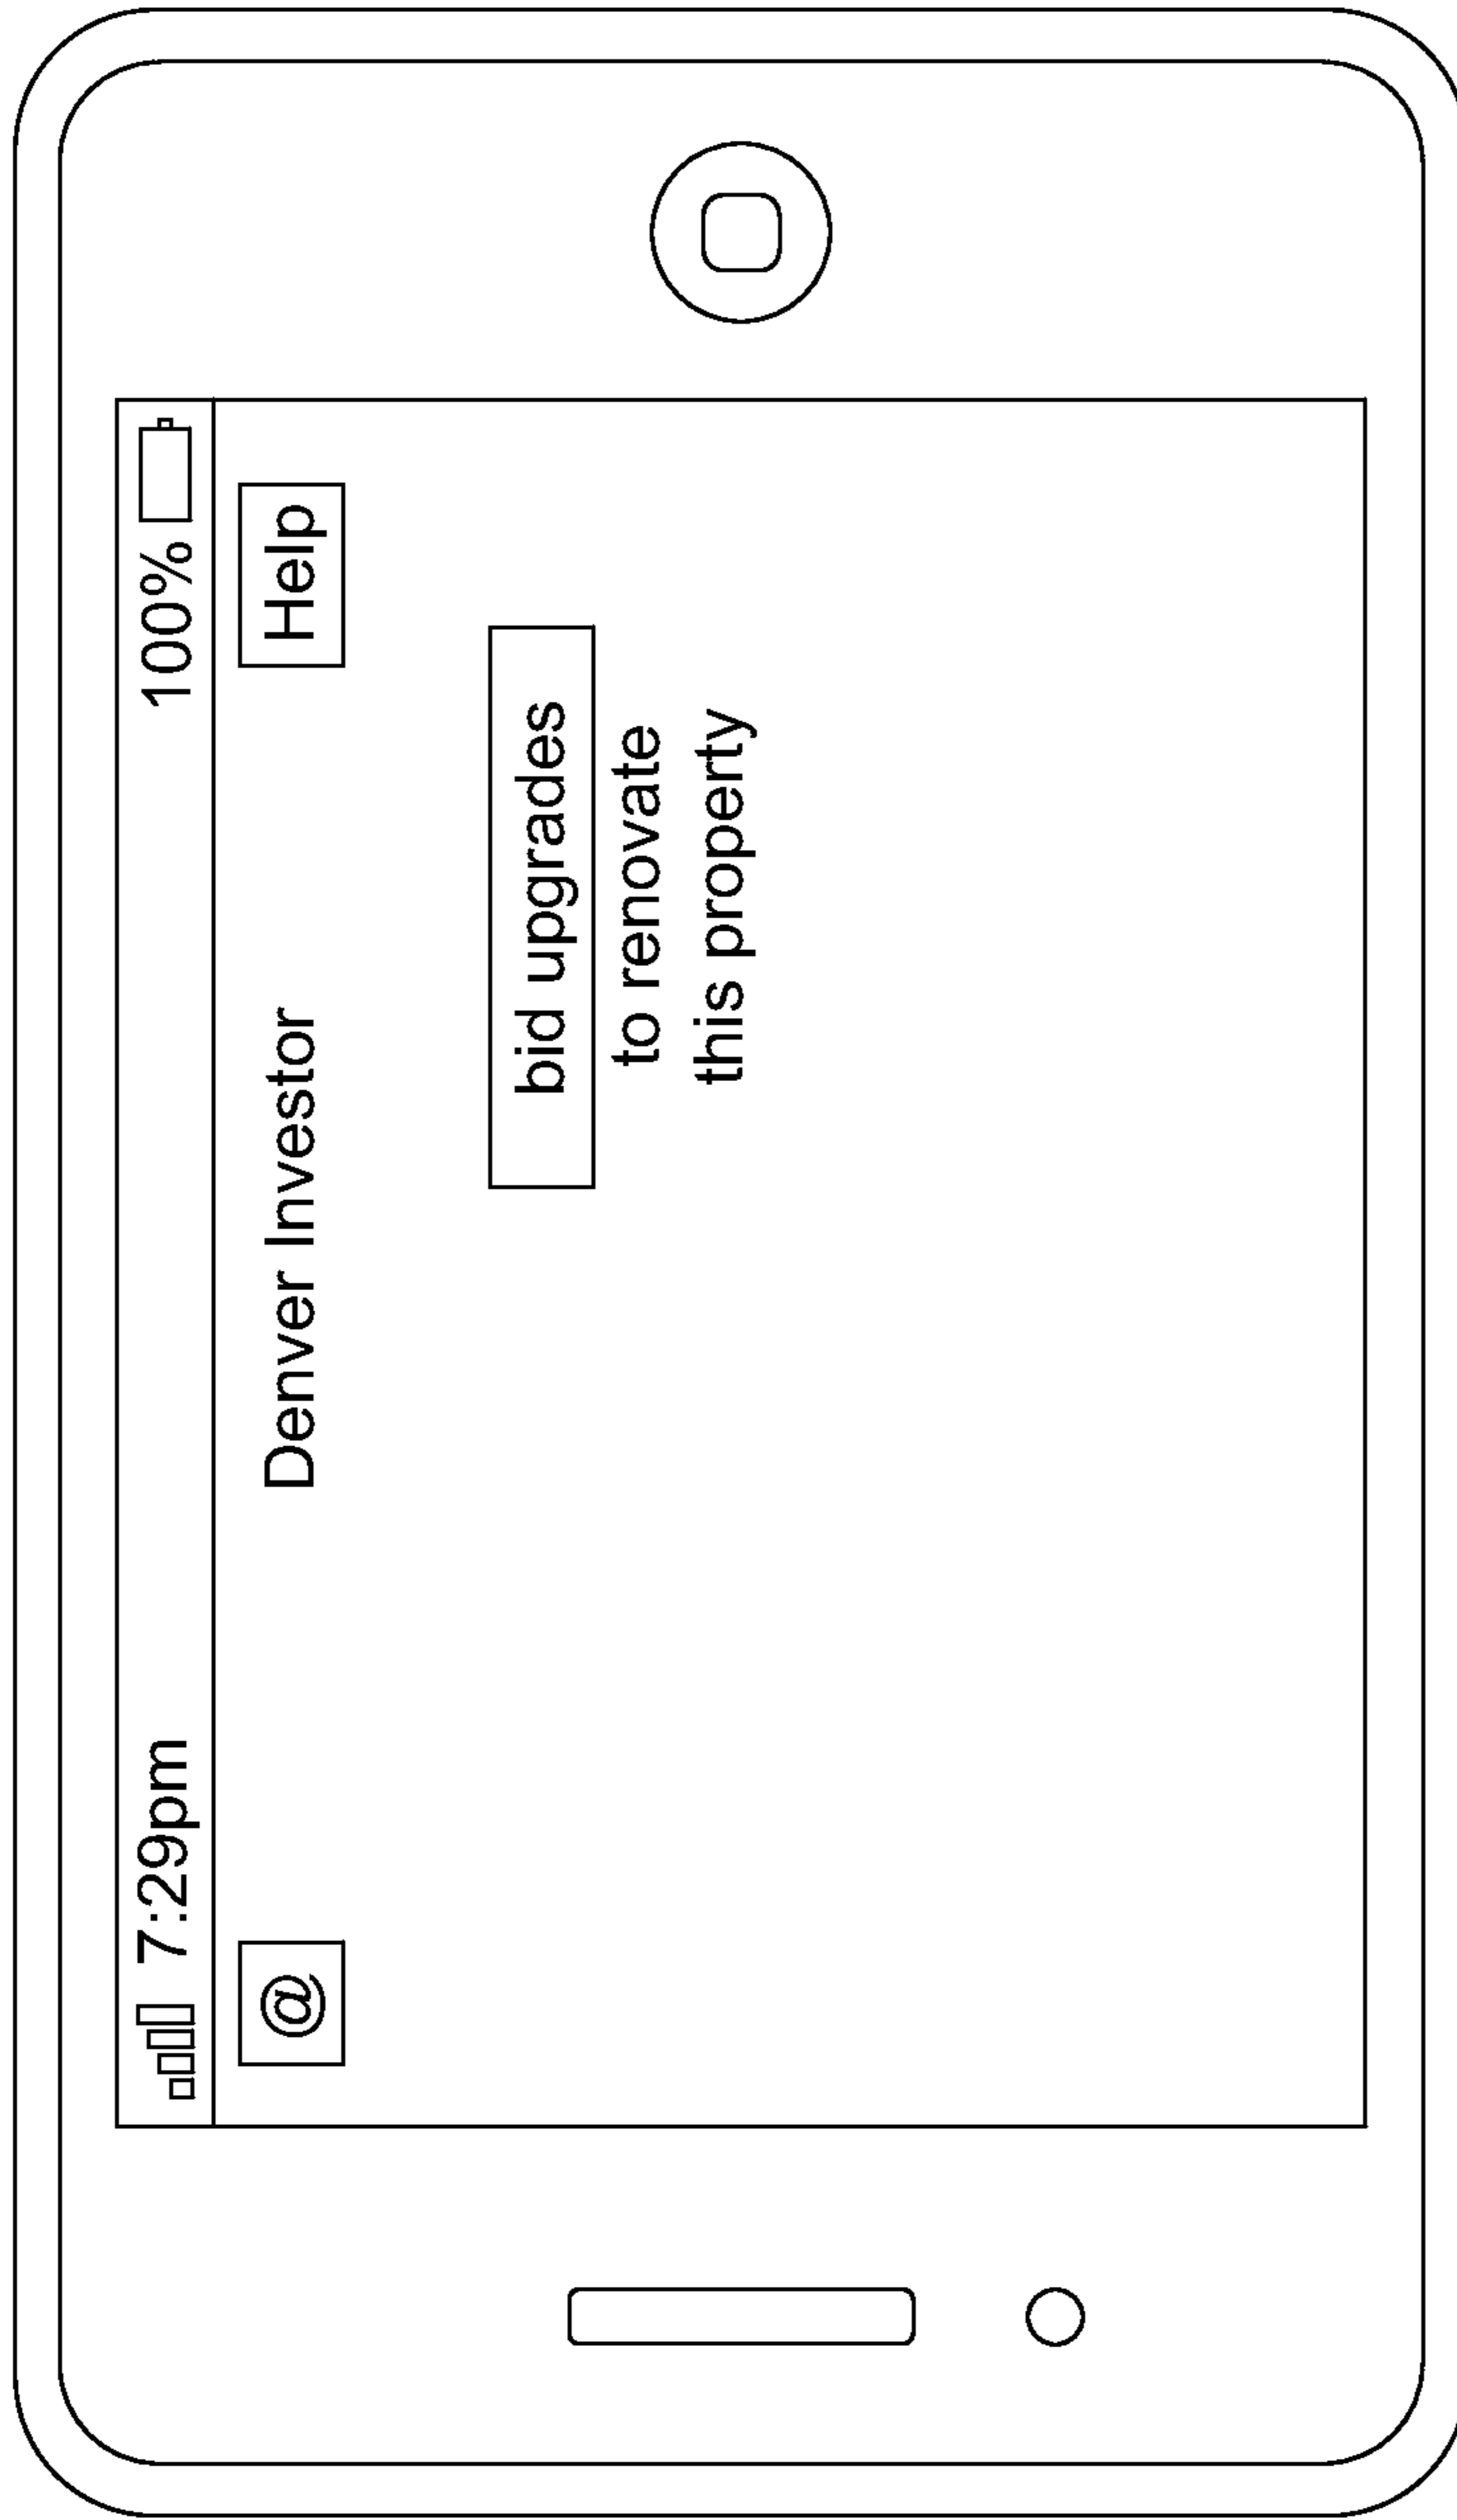 7:29pm 100%
@ Denver Investor Help
bid upgrades
to renovate
this property